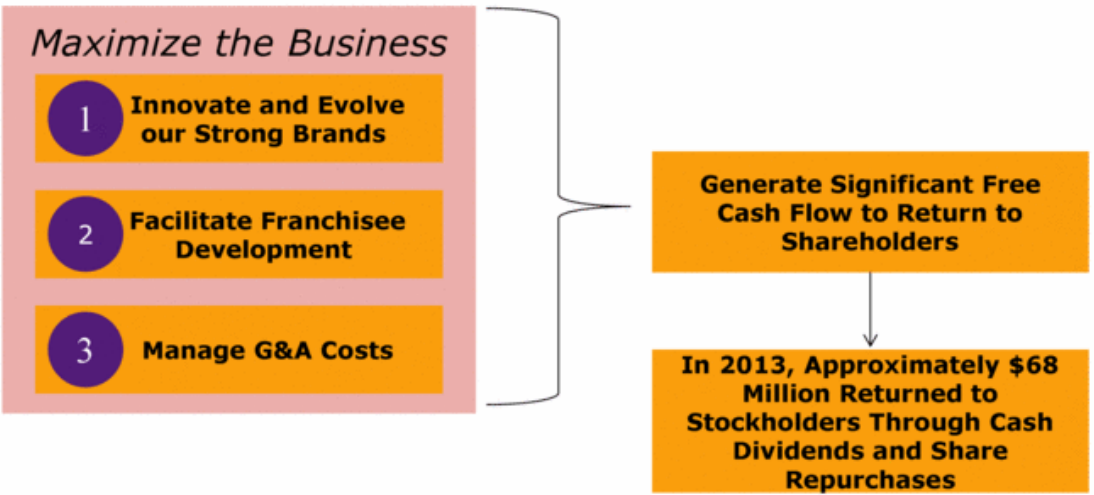 Maximize the Business
1
Innovate and Evolve
our Strong Brands
2
Facilitate Franchisee
Development
3
Manage G&A Costs
Generate Significant Free
Cash Flow to Return to
Shareholders
In 2013, Approximately $68
Million Returned to
Stockholders Through Cash
Dividends and Share
Repurchases